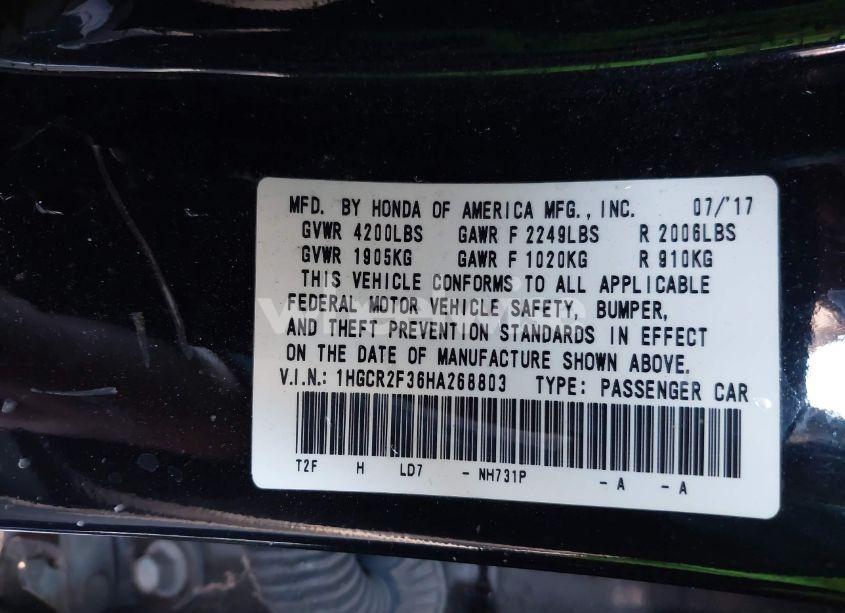 MFD. BY HONDA OF AMERICA MFG., INC. 07/'17
GVWR 4200LBS GAWR F 2249LBS R 2006LBS
GVWR 1905KG GAWR F 1020KG R 910KG
THIS VEHICLE CONFORMS TO ALL APPLICABLE
FEDERAL MOTOR VEHICLE SAFETY, BUMPER,
AND THEFT PREVENTION STANDARDS IN EFFECT
ON THE DATE OF MANUFACTURE SHOWN ABOVE.
V.I.N.: 1HGCR2F36HA268803 TYPE: PASSENGER CAR
T2F H LD7 - NH731P - A - A